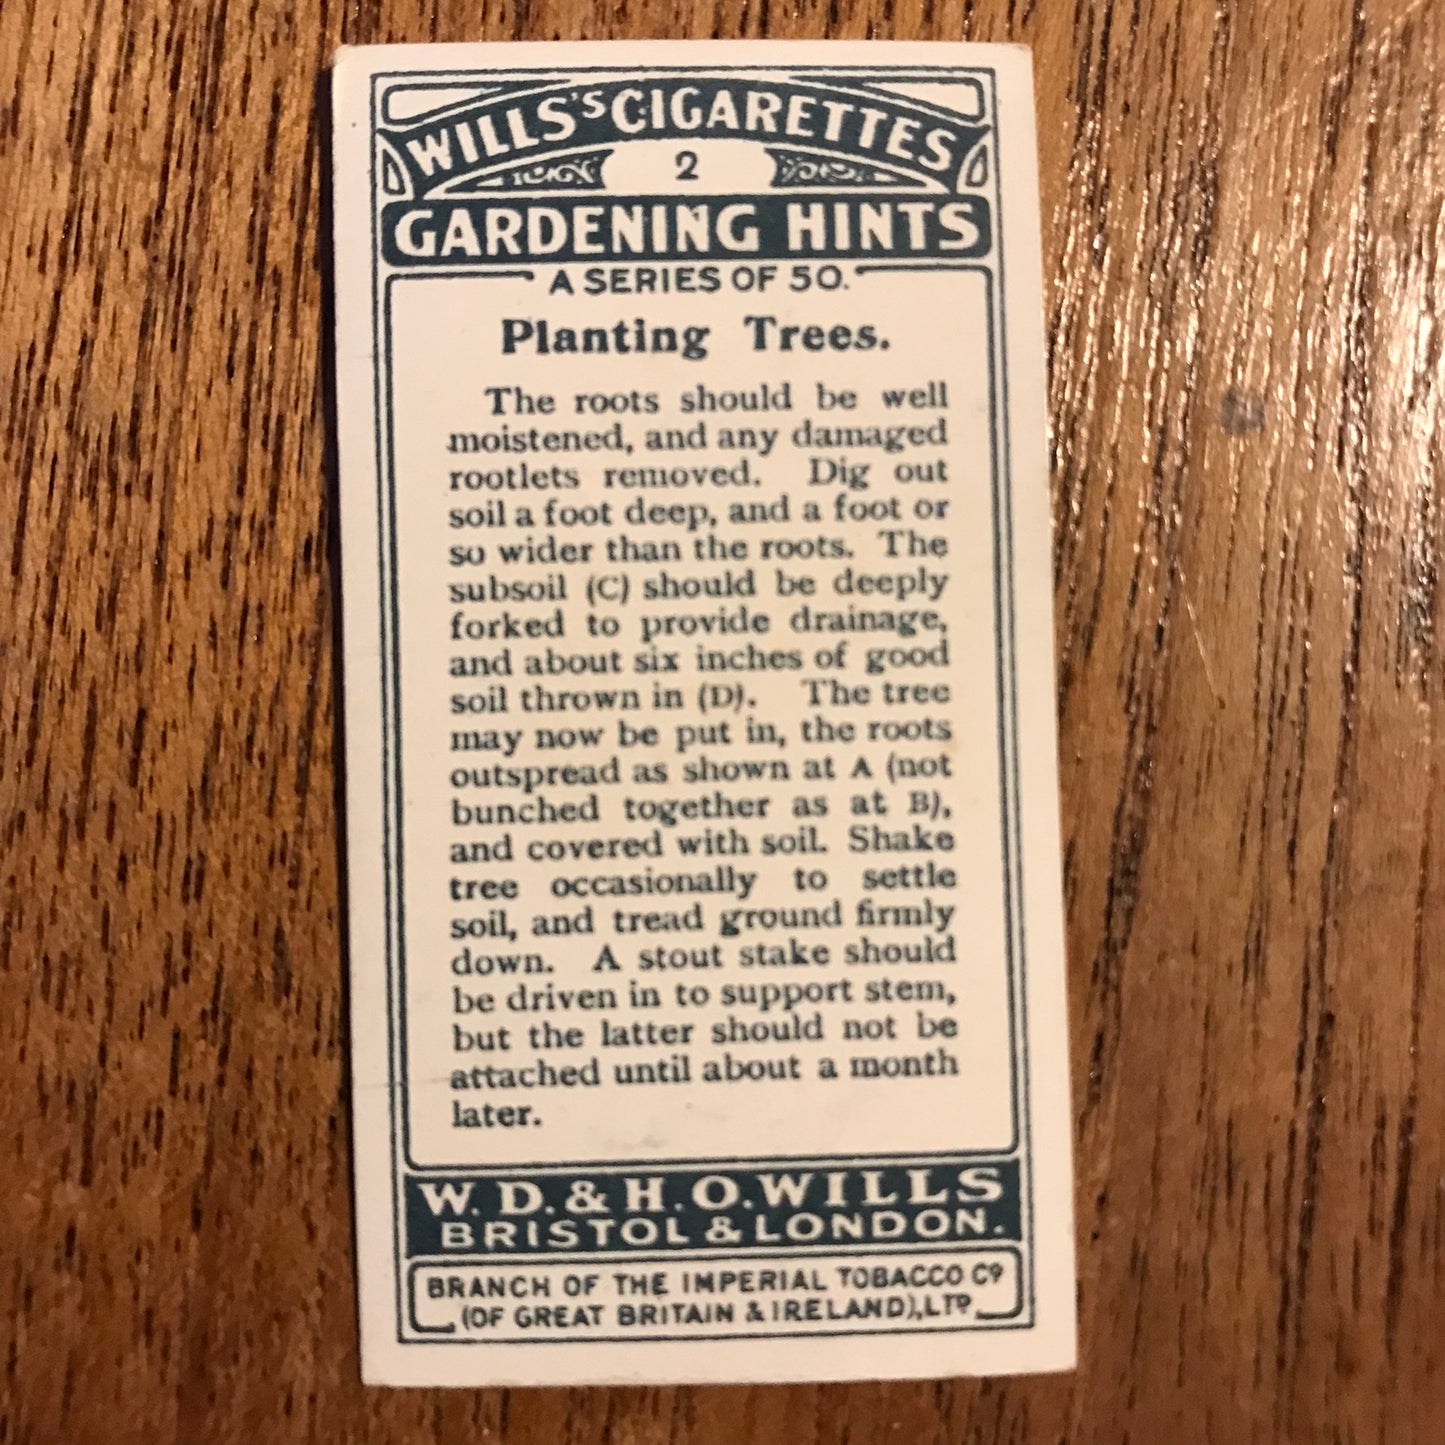 WILLS'S CIGARETTES
2
GARDENING HINTS
A SERIES OF 50.
Planting Trees.
The roots should be well
moistened, and any damaged
rootlets removed. Dig out
soil a foot deep, and a foot or
so wider than the roots. The
subsoil (C) should be deeply
forked to provide drainage,
and about six inches of good
soil thrown in (D). The tree
may now be put in, the roots
outspread as shown at A (not
bunched together as at B),
and covered with soil. Shake
tree occasionally to settle
soil, and tread ground firmly
down. A stout stake should
be driven in to support stem,
but the latter should not be
attached until about a month
later.
W. D. & H. O. WILLS
BRISTOL & LONDON.
BRANCH OF THE IMPERIAL TOBACCO Cº
(OF GREAT BRITAIN & IRELAND), LTD.